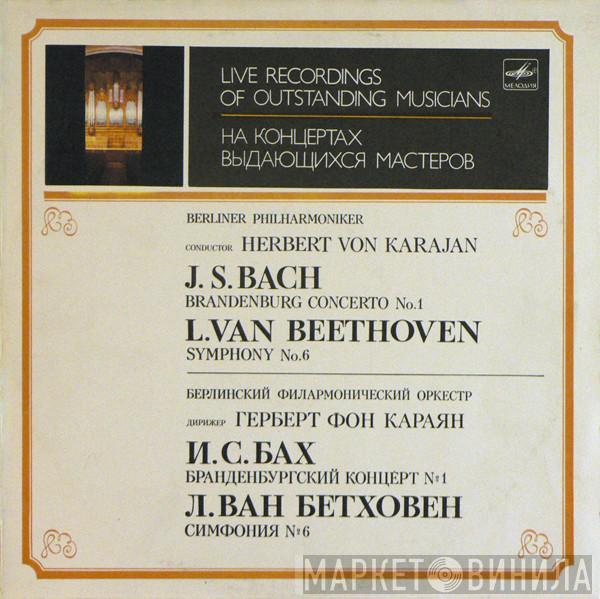 LIVE RECORDINGS
OF OUTSTANDING MUSICIANS
МЕЛОДИЯ
НА КОНЦЕРТАХ
ВЫДАЮЩИХСЯ МАСТЕРОВ
BERLINER PHILHARMONIKER
CONDUCTOR HERBERT VON KARAJAN
J. S. BACH
BRANDENBURG CONCERTO No.1
L. VAN BEETHOVEN
SYMPHONY No.6
БЕРЛИНСКИЙ ФИЛАРМОНИЧЕСКИЙ ОРКЕСТР
ДИРИЖЕР ГЕРБЕРТ ФОН КАРАЯН
И. С. БАХ
БРАНДЕНБУРГСКИЙ КОНЦЕРТ №1
Л. ВАН БЕТХОВЕН
СИМФОНИЯ №6
МАРКЕТ ВИНИЛА